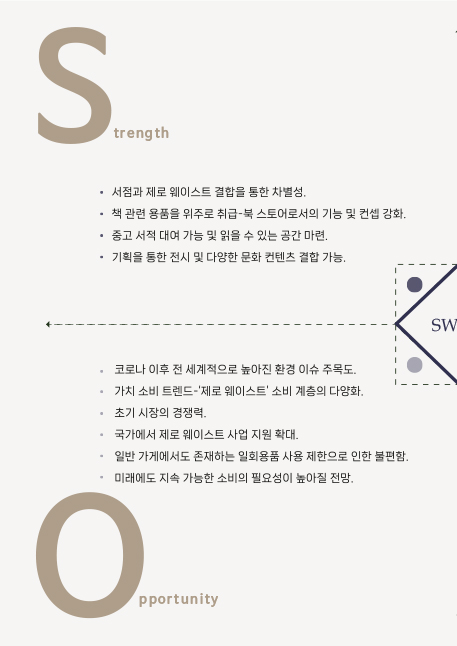 Strength
• 서점과 제로 웨이스트 결합을 통한 차별성.
• 책 관련 용품을 위주로 취급-북 스토어로서의 기능 및 컨셉 강화.
• 중고 서적 대여 가능 및 읽을 수 있는 공간 마련.
• 기획을 통한 전시 및 다양한 문화 컨텐츠 결합 가능.
SW
• 코로나 이후 전 세계적으로 높아진 환경 이슈 주목도.
• 가치 소비 트렌드-'제로 웨이스트' 소비 계층의 다양화.
• 초기 시장의 경쟁력.
• 국가에서 제로 웨이스트 사업 지원 확대.
• 일반 가게에서도 존재하는 일회용품 사용 제한으로 인한 불편함.
• 미래에도 지속 가능한 소비의 필요성이 높아질 전망.
Opportunity